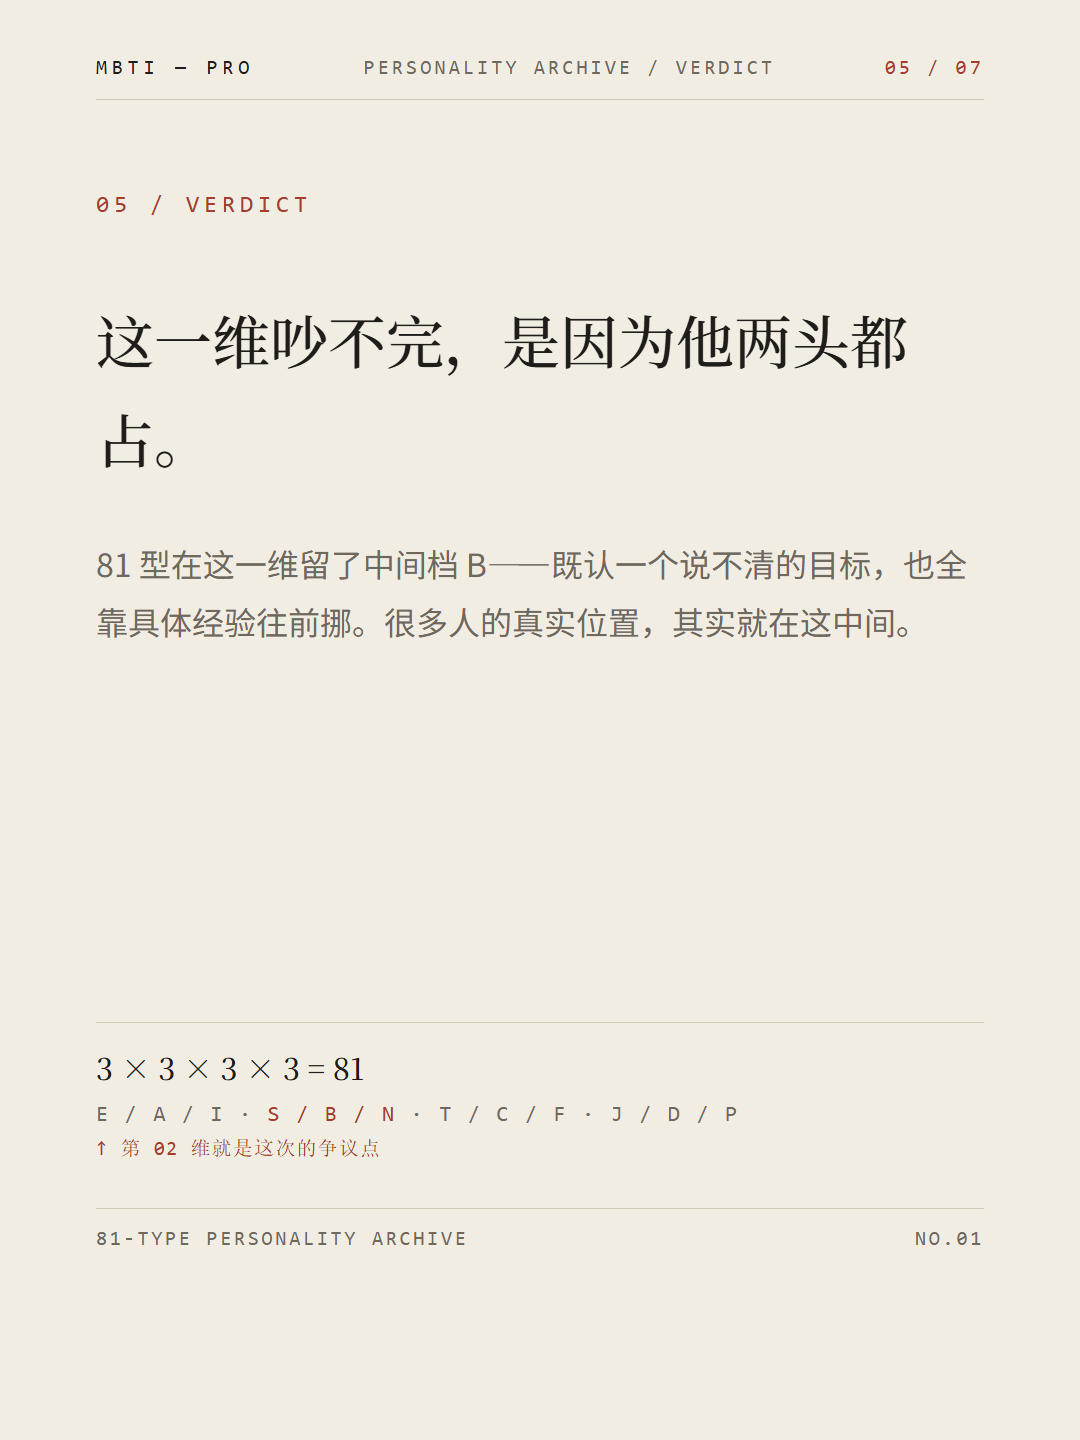 MBTI — PRO
PERSONALITY ARCHIVE / VERDICT
05 / 07
05 / VERDICT
这一维吵不完，是因为他两头都
占。
81 型在这一维留了中间档 B——既认一个说不清的目标，也全
靠具体经验往前挪。很多人的真实位置，其实就在这中间。
3 × 3 × 3 × 3 = 81
E / A / I · S / B / N · T / C / F · J / D / P
↑ 第 02 维就是这次的争议点
81-TYPE PERSONALITY ARCHIVE
NO.01